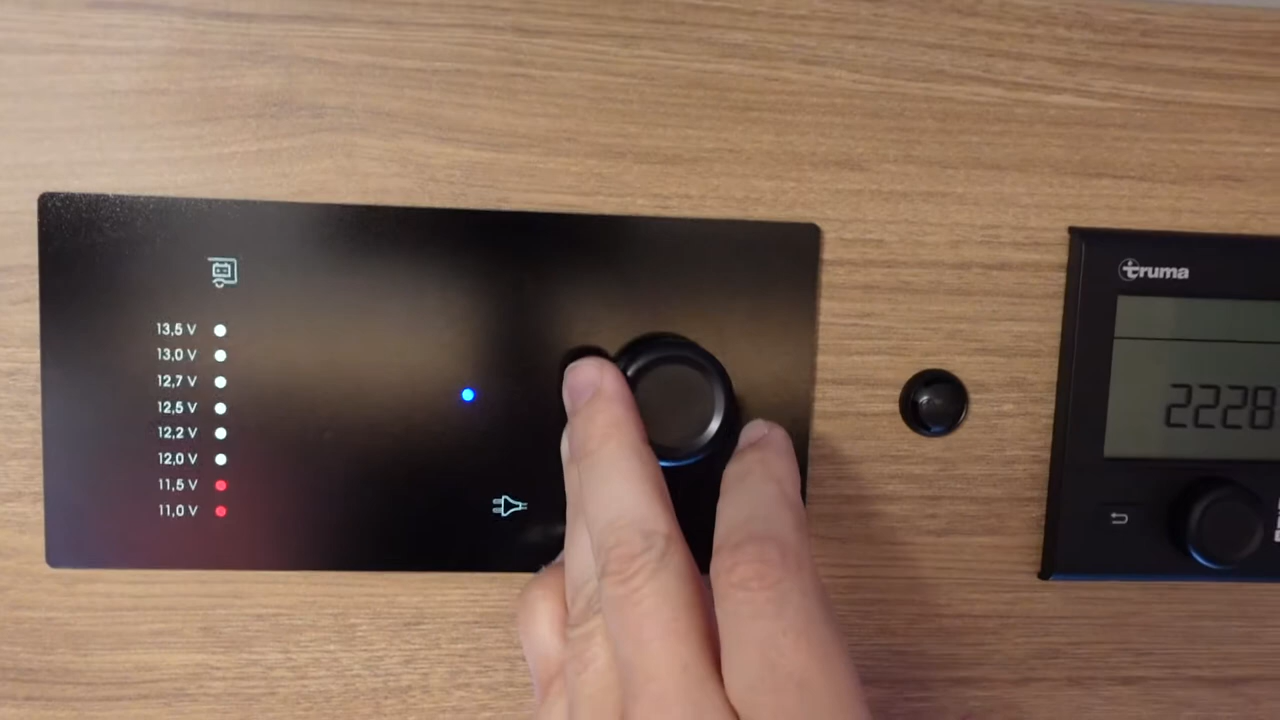 13,5 V
13,0 V
12,7 V
12,5 V
12,2 V
12,0 V
11,5 V
11,0 V
truma
2228